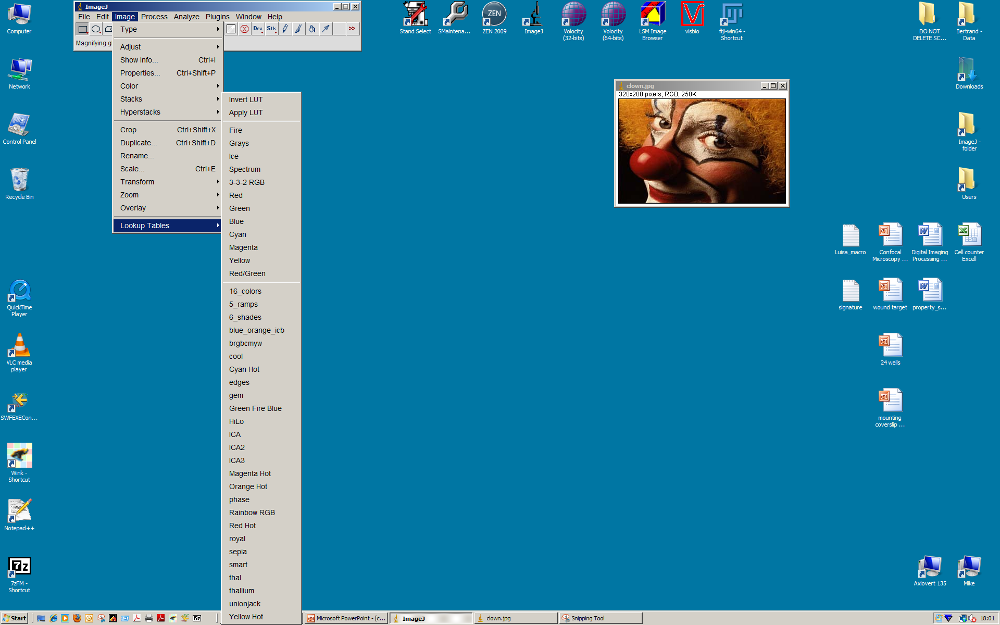 ImageJ
File Edit Image Process Analyze Plugins Window Help
Dev Stk >>
Magnifying g
Type
Adjust
Show Info... Ctrl+I
Properties... Ctrl+Shift+P
Color
Stacks
Hyperstacks
Crop Ctrl+Shift+X
Duplicate... Ctrl+Shift+D
Rename...
Scale... Ctrl+E
Transform
Zoom
Overlay
Lookup Tables
Invert LUT
Apply LUT
Fire
Grays
Ice
Spectrum
3-3-2 RGB
Red
Green
Blue
Cyan
Magenta
Yellow
Red/Green
16_colors
5_ramps
6_shades
blue_orange_icb
brgbcmyw
cool
Cyan Hot
edges
gem
Green Fire Blue
HiLo
ICA
ICA2
ICA3
Magenta Hot
Orange Hot
phase
Rainbow RGB
Red Hot
royal
sepia
smart
thal
thallium
unionjack
Yellow Hot
Computer
Network
Control Panel
Recycle Bin
QuickTime
Player
VLC media
player
SWFEXECon...
Wink -
Shortcut
Notepad++
7z
7zFM -
Shortcut
Stand Select
SMaintena...
ZEN
ZEN 2009
ImageJ
Volocity
(32-bits)
Volocity
(64-bits)
LSM Image
Browser
Vi
visbio
fiji-win64 -
Shortcut
DO NOT
DELETE SC...
Bertrand -
Data
Downloads
ImageJ -
folder
Users
clown.jpg
320x200 pixels; RGB; 250K
Luisa_macro
Confocal
Microscopy ...
Digital Imaging
Processing ...
Cell counter
Excell
signature
wound target
property_s...
24 wells
mounting
coverslip ...
Axiovert 135
Mike
Start
7z
Microsoft PowerPoint - [c...
ImageJ
clown.jpg
Snipping Tool
18:01